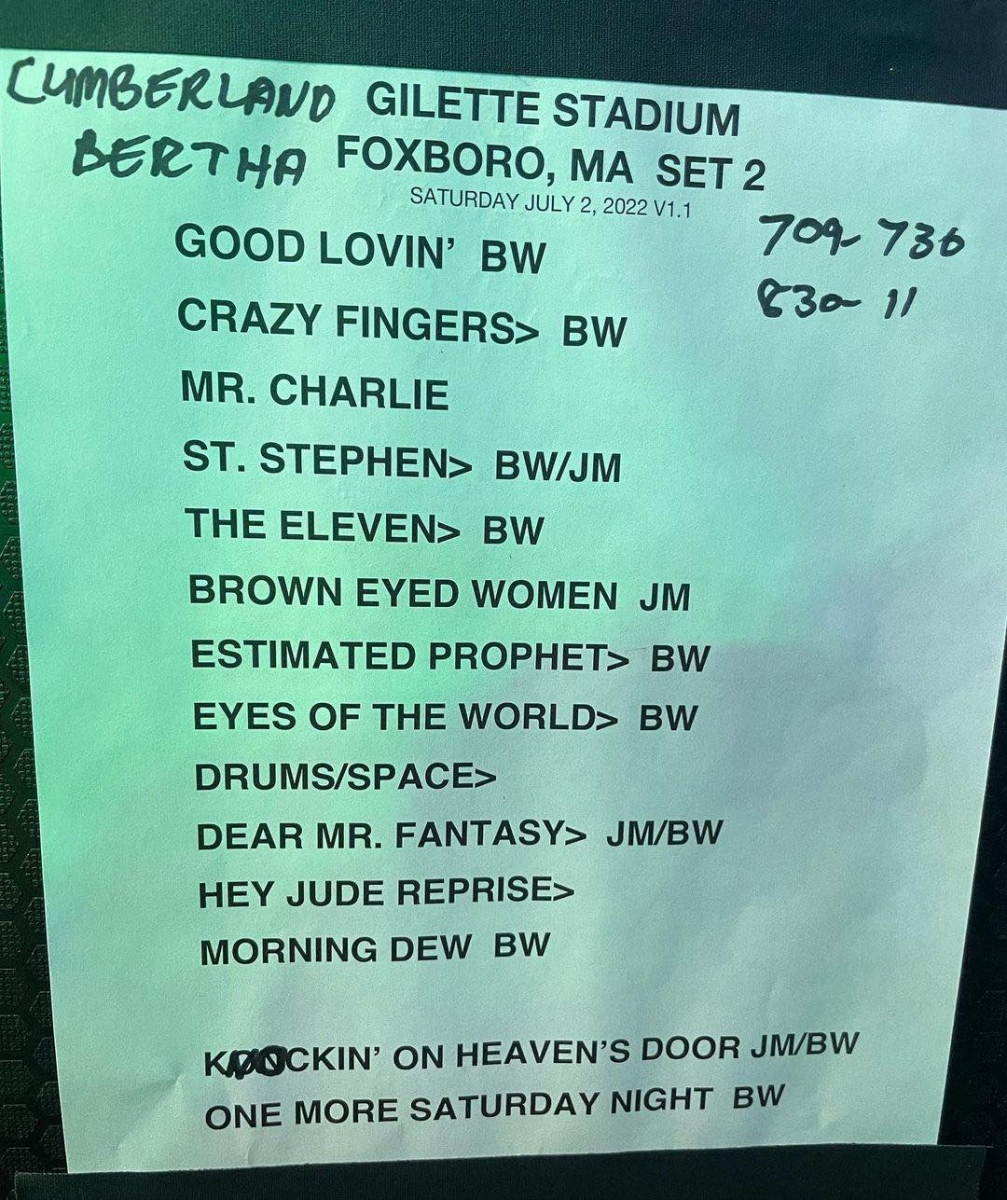 CUMBERLAND GILETTE STADIUM
BERTHA FOXBORO, MA SET 2
SATURDAY JULY 2, 2022 V1.1
709- 736
830- 11
GOOD LOVIN' BW
CRAZY FINGERS> BW
MR. CHARLIE
ST. STEPHEN> BW/JM
THE ELEVEN> BW
BROWN EYED WOMEN JM
ESTIMATED PROPHET> BW
EYES OF THE WORLD> BW
DRUMS/SPACE>
DEAR MR. FANTASY> JM/BW
HEY JUDE REPRISE>
MORNING DEW BW
KNOCKIN' ON HEAVEN'S DOOR JM/BW
ONE MORE SATURDAY NIGHT BW